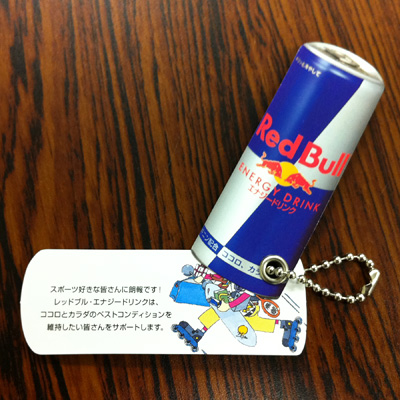 Red Bull
ENERGY DRINK
エナジードリンク
ココロ、カラダ
スポーツ好きな皆さんに朗報です!
レッドブル・エナジードリンクは、
ココロとカラダのベストコンディションを
維持したい皆さんをサポートします。